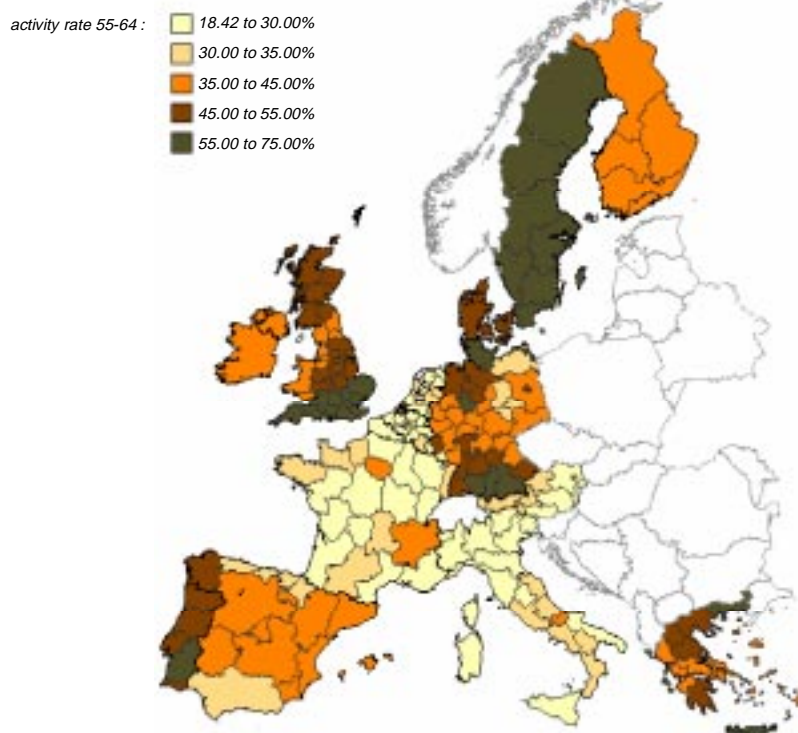 activity rate 55-64 : 18.42 to 30.00%
30.00 to 35.00%
35.00 to 45.00%
45.00 to 55.00%
55.00 to 75.00%